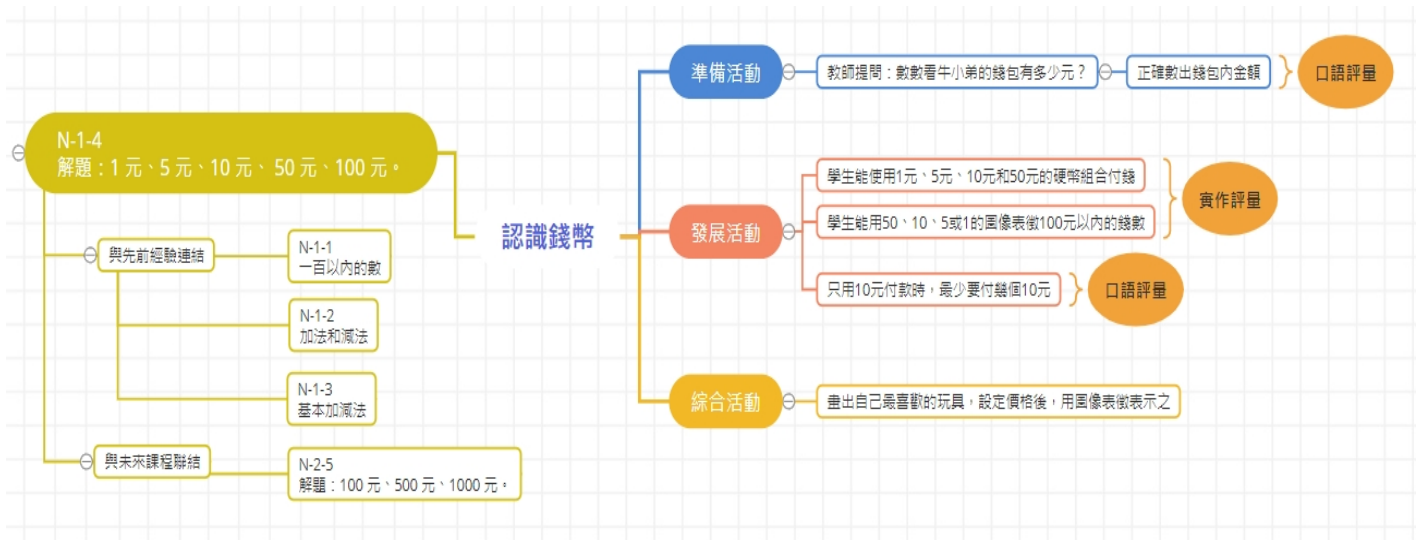 認識錢幣
N-1-4
解題：1 元、5 元、10 元、 50 元、100 元。
與先前經驗連結
N-1-1
一百以內的數
N-1-2
加法和減法
N-1-3
基本加減法
與未來課程聯結
N-2-5
解題：100 元、500 元、1000 元。
準備活動
教師提問：數數看牛小弟的錢包有多少元？
正確數出錢包內金額
口語評量
發展活動
學生能使用1元、5元、10元和50元的硬幣組合付錢
學生能用50、10、5或1的圖像表徵100元以內的錢數
實作評量
只用10元付款時，最少要付幾個10元
口語評量
綜合活動
畫出自己最喜歡的玩具，設定價格後，用圖像表徵表示之